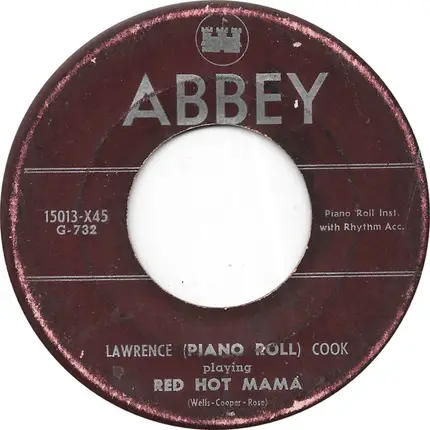 ABBEY
15013-X45
G-732
Piano Roll Inst.
with Rhythm Acc.
LAWRENCE (PIANO ROLL) COOK
playing
RED HOT MAMA
(Wells-Cooper-Rose)